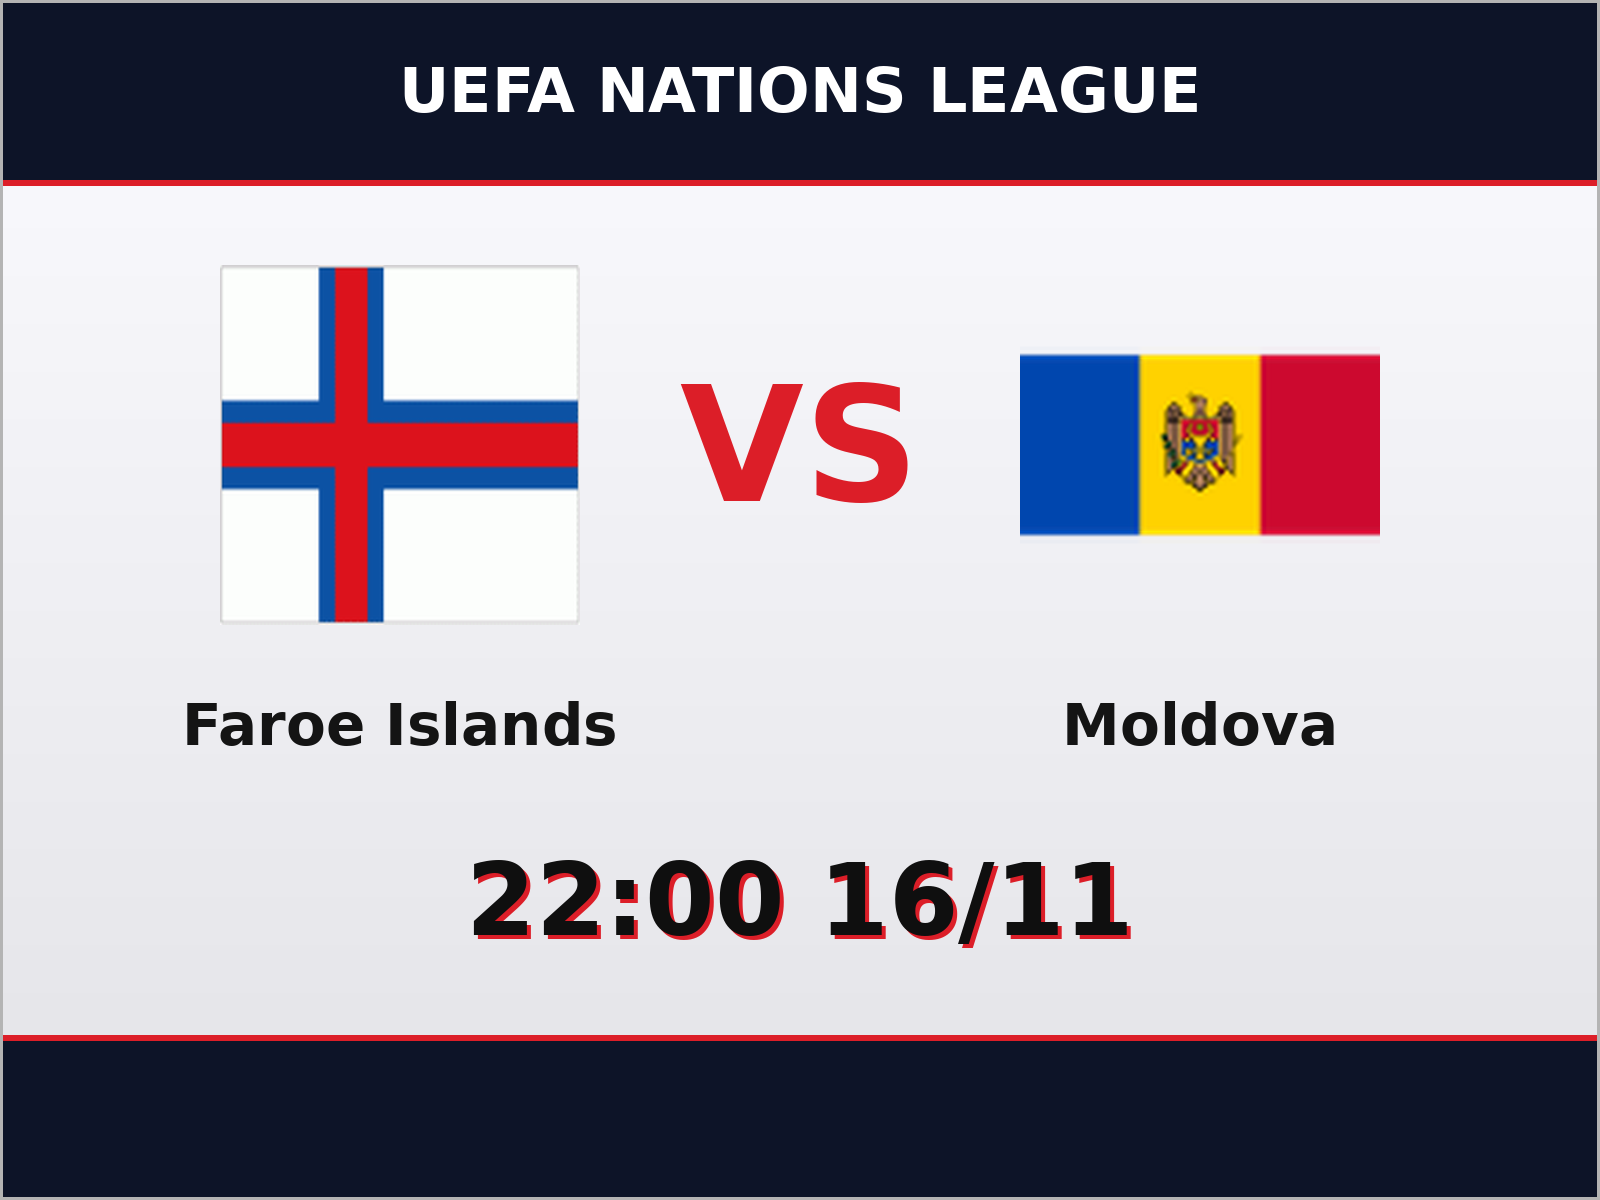 UEFA NATIONS LEAGUE
VS
Faroe Islands
Moldova
22:00 16/11